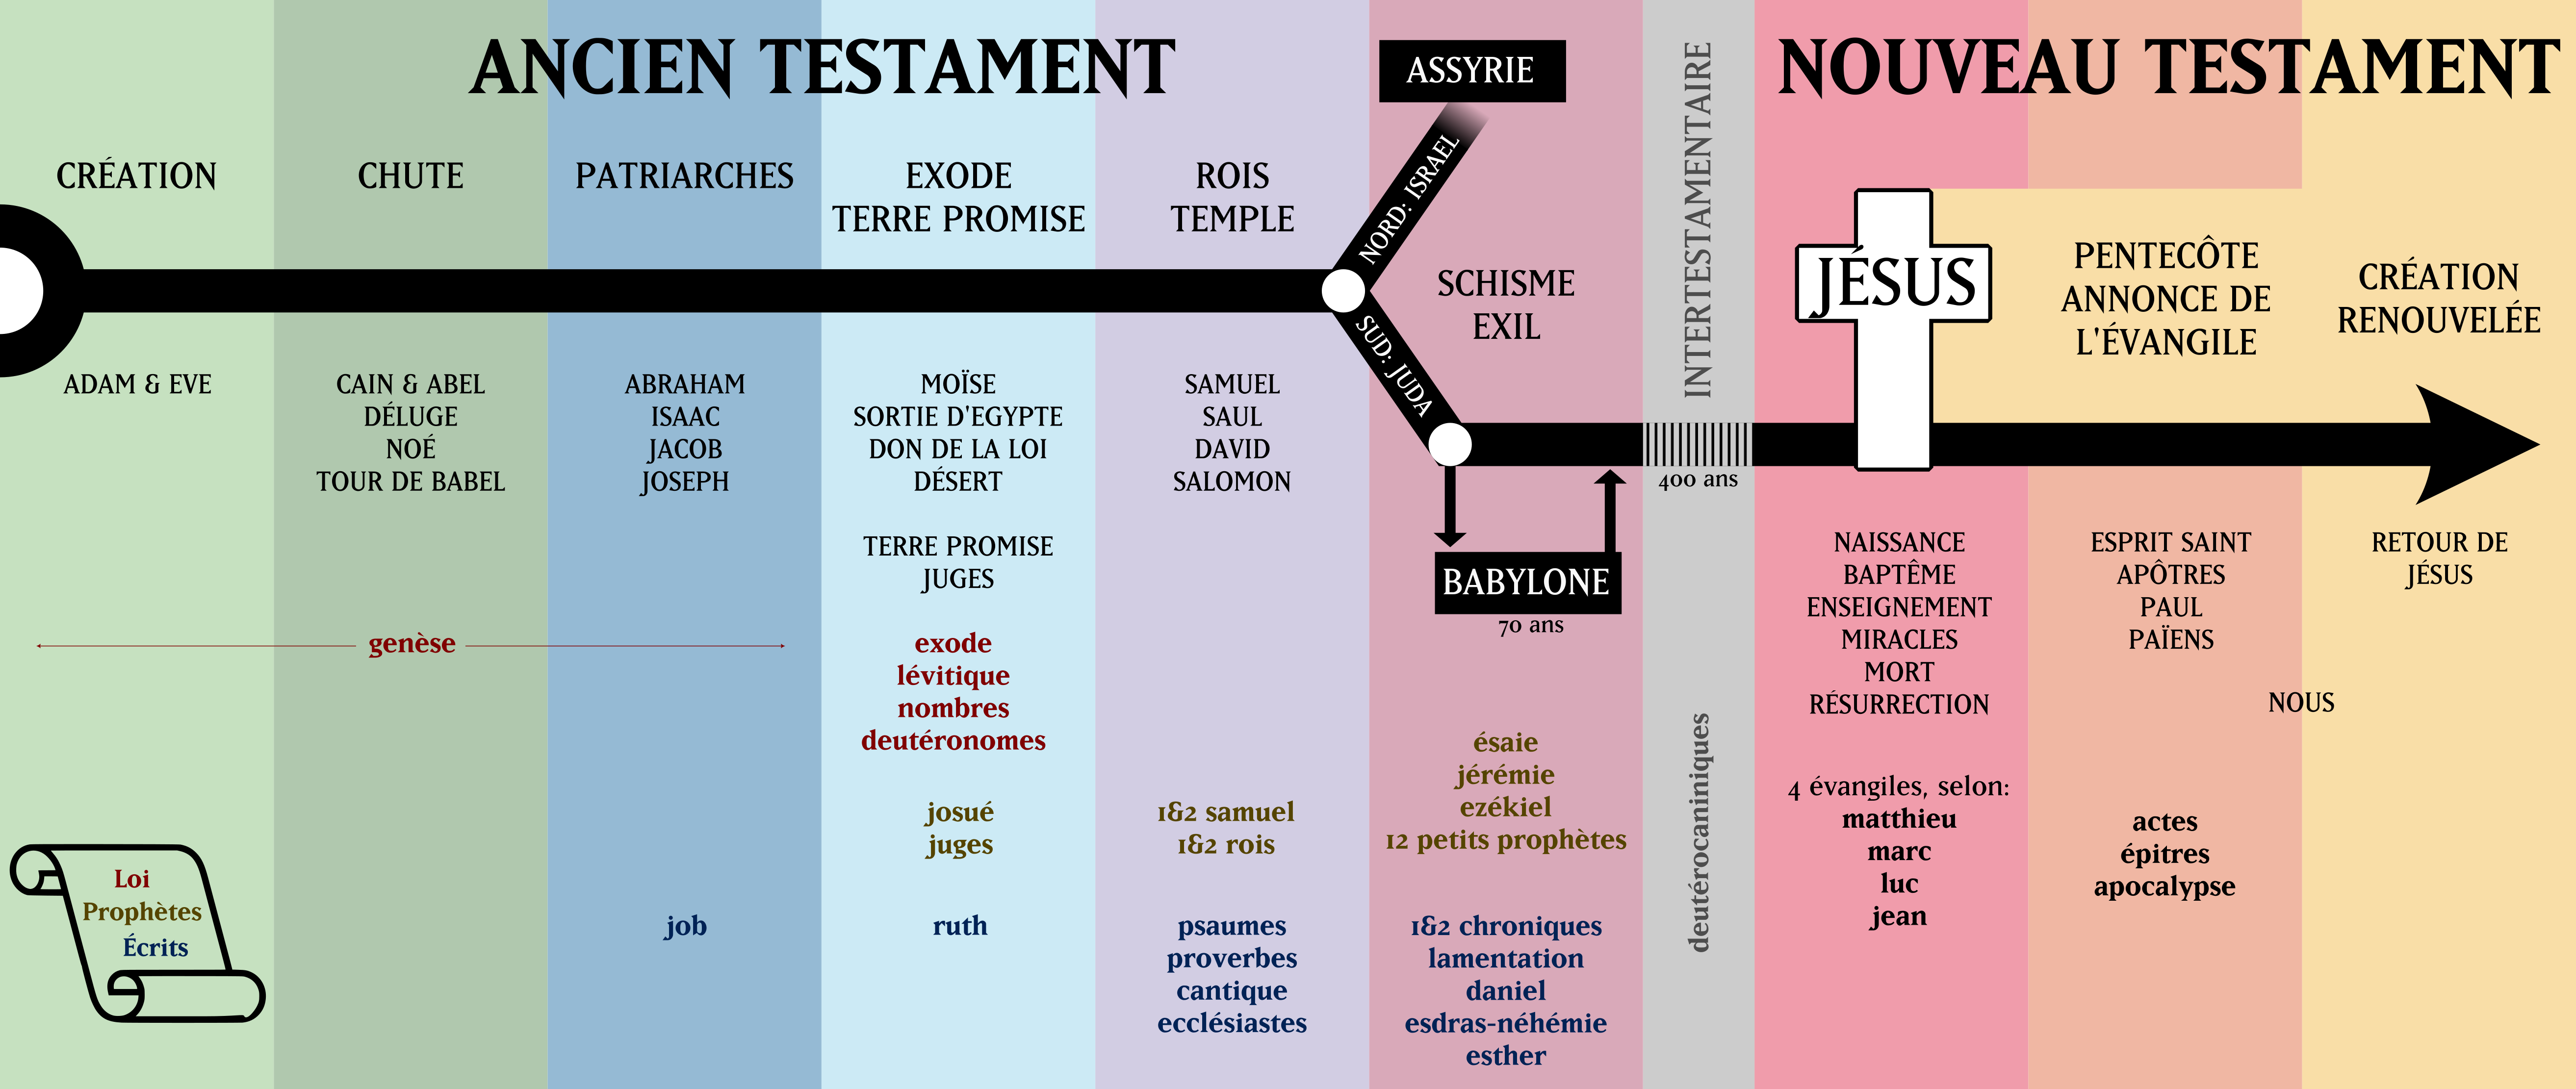 ANCIEN TESTAMENT
NOUVEAU TESTAMENT
CRÉATION
ADAM & EVE
CHUTE
CAIN & ABEL
DÉLUGE
NOÉ
TOUR DE BABEL
genèse
PATRIARCHES
ABRAHAM
ISAAC
JACOB
JOSEPH
job
EXODE
TERRE PROMISE
MOÏSE
SORTIE D'EGYPTE
DON DE LA LOI
DÉSERT
TERRE PROMISE
JUGES
exode
lévitique
nombres
deutéronomes
josué
juges
ruth
ROIS
TEMPLE
SAMUEL
SAUL
DAVID
SALOMON
1&2 samuel
1&2 rois
psaumes
proverbes
cantique
ecclésiastes
ASSYRIE
NORD: ISRAEL
SUD: JUDA
SCHISME
EXIL
BABYLONE
70 ans
ésaie
jérémie
ezékiel
12 petits prophètes
1&2 chroniques
lamentation
daniel
esdras-néhémie
esther
INTERTESTAMENTAIRE
400 ans
deutérocaniniques
JÉSUS
NAISSANCE
BAPTÊME
ENSEIGNEMENT
MIRACLES
MORT
RÉSURRECTION
4 évangiles, selon:
matthieu
marc
luc
jean
PENTECÔTE
ANNONCE DE
L'ÉVANGILE
ESPRIT SAINT
APÔTRES
PAUL
PAÏENS
NOUS
actes
épitres
apocalypse
CRÉATION
RENOUVELÉE
RETOUR DE
JÉSUS
Loi
Prophètes
Écrits